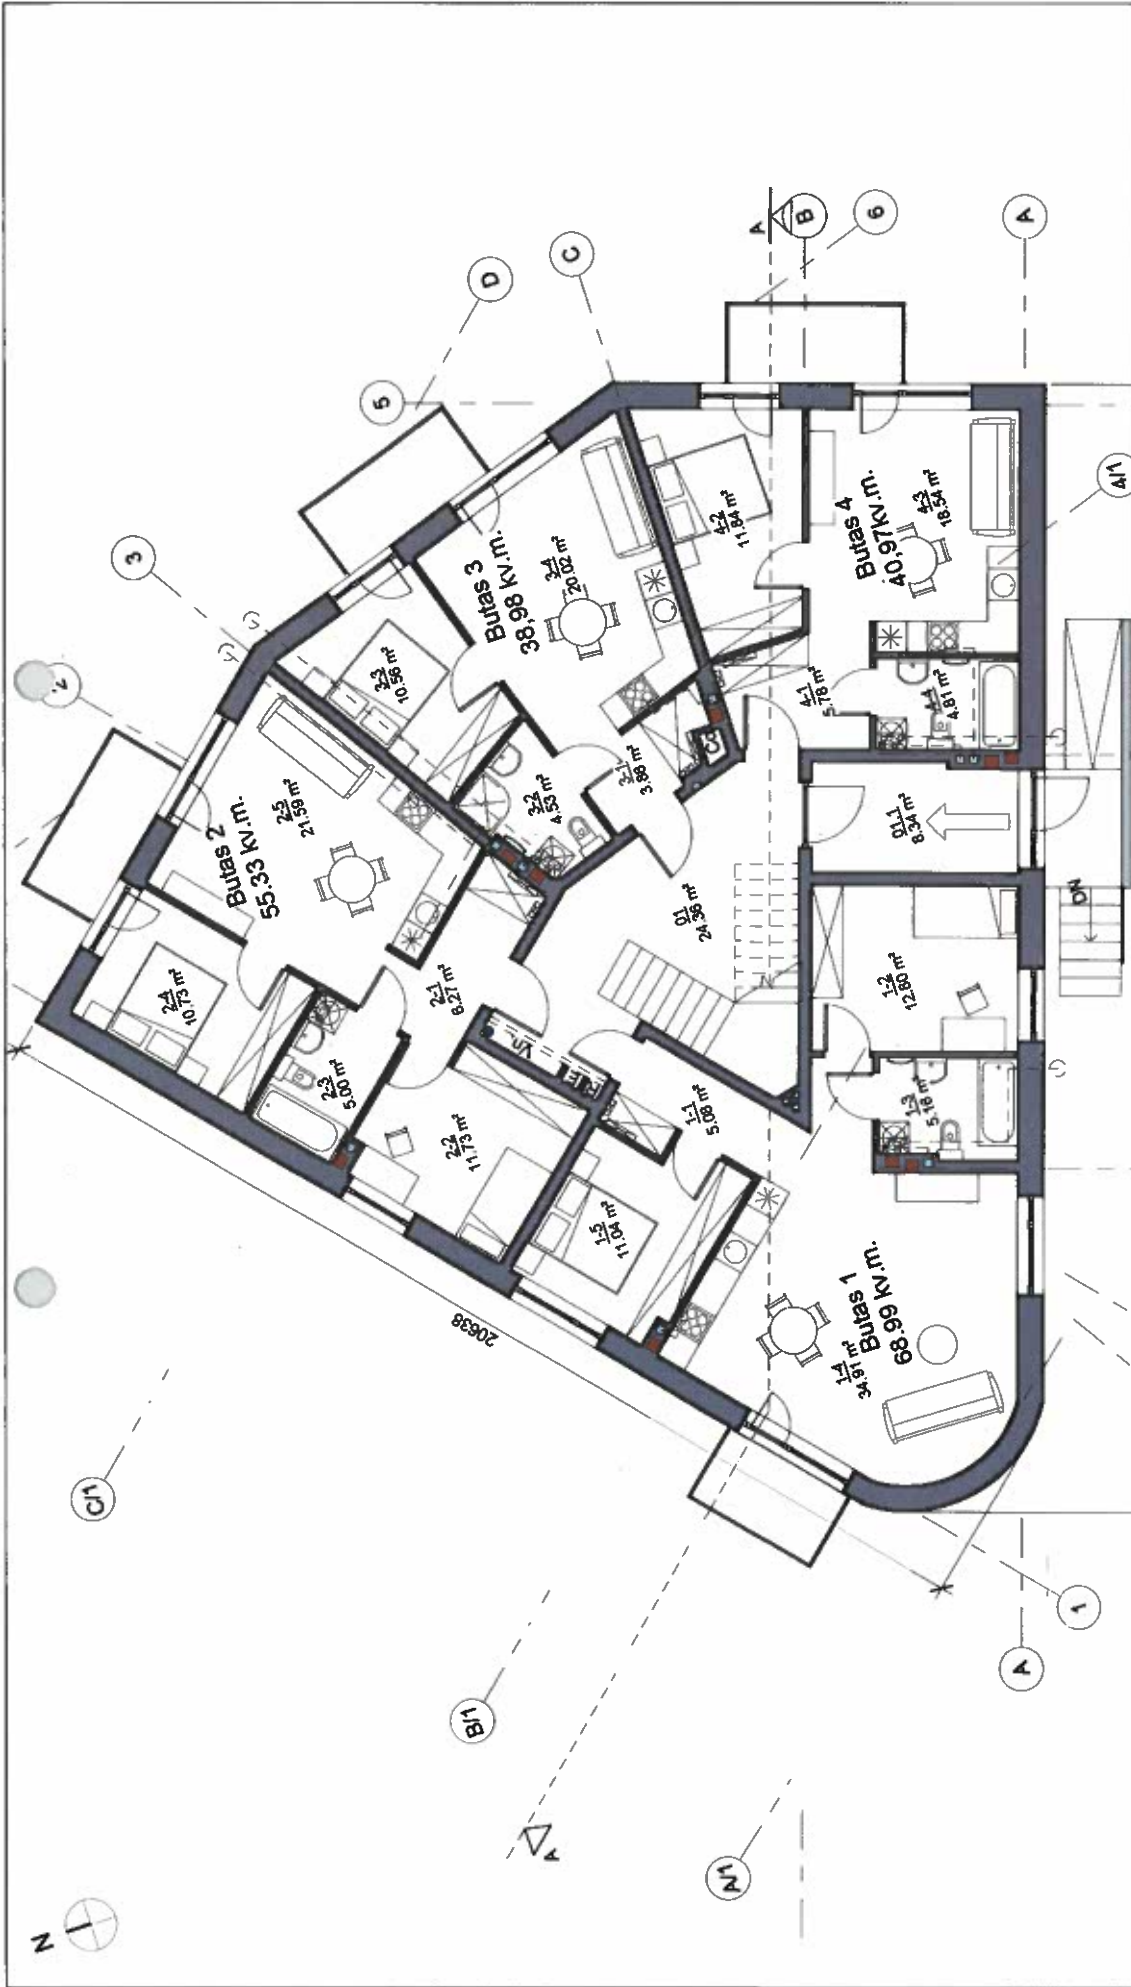 N
C/1
B/1
A/1
A
A
1
20638
3
2
5
D
C
A
B
6
A
4/1
Butas 2
55.33 kv.m.
2-5
21.59 m²
2-4
10.73 m²
2-3
5.00 m²
2-1
6.27 m²
2-2
11.73 m²
Butas 3
38,98 kv.m.
3-4
20.02 m²
3-3
10.56 m²
3-2
4.53 m²
3-1
3.88 m²
Butas 4
40,97kv.m.
4-3
18.54 m²
4-2
11.84 m²
4-1
5.78 m²
4-4
4.81 m²
01-1
8.34 m²
01
24.36 m²
DN
1-2
12.80 m²
1-3
5.16 m²
1-1
5.08 m²
1-5
11.04 m²
1-4
34.91 m²
Butas 1
68.99 kv.m.